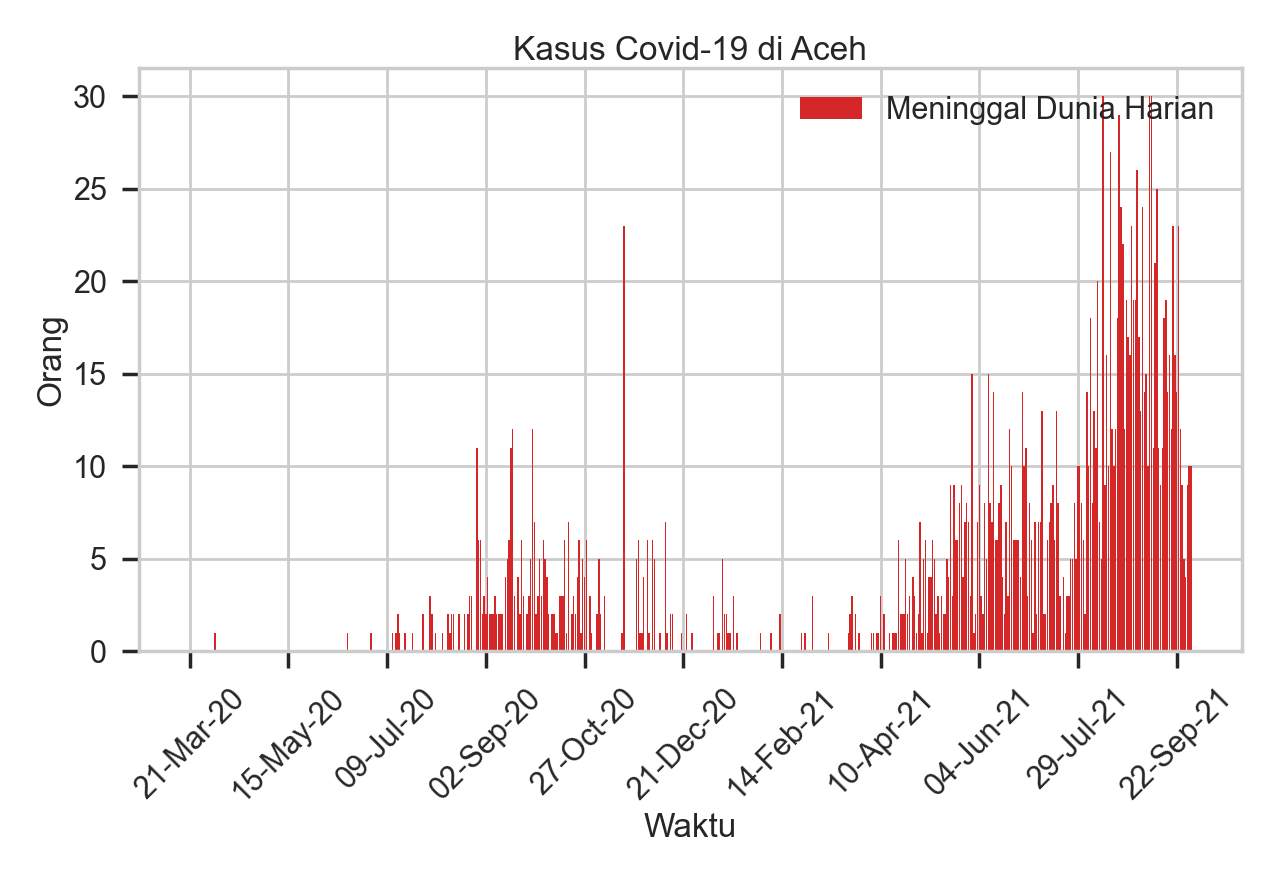 Kasus Covid-19 di Aceh
Meninggal Dunia Harian
30
25
20
15
10
5
0
Orang
21-Mar-20
15-May-20
09-Jul-20
02-Sep-20
27-Oct-20
21-Dec-20
14-Feb-21
10-Apr-21
04-Jun-21
29-Jul-21
22-Sep-21
Waktu